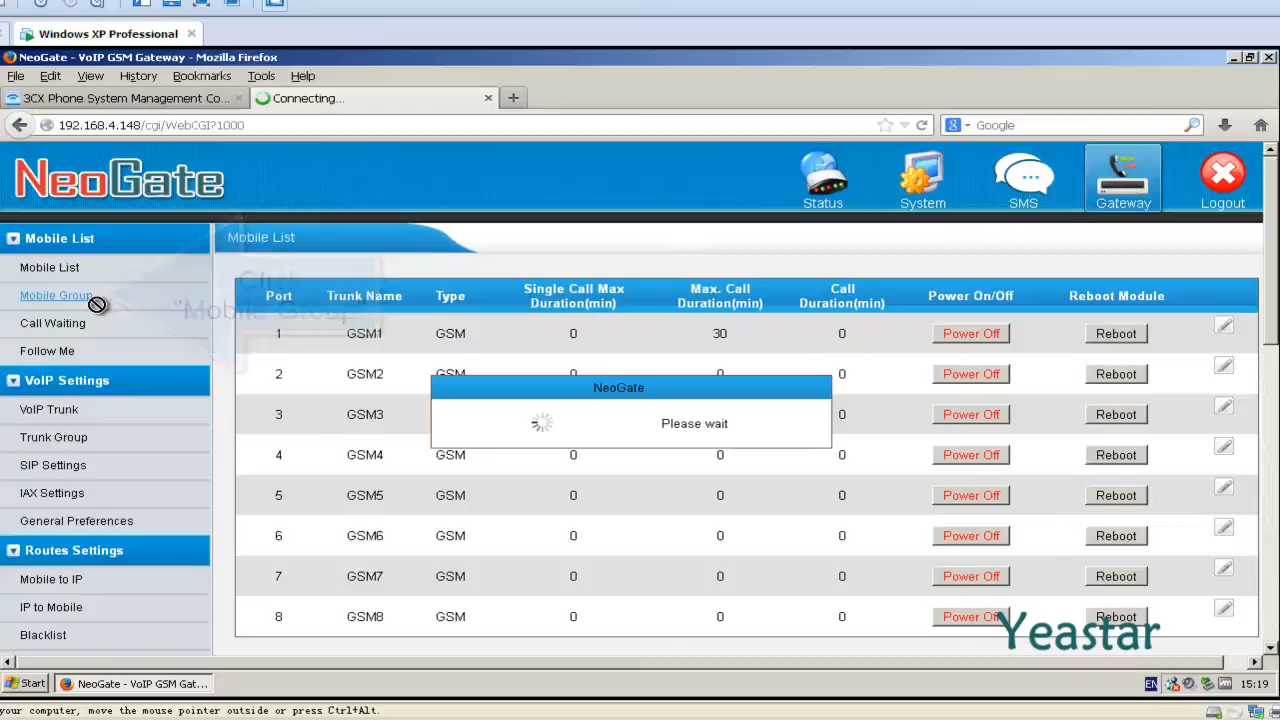 Windows XP Professional
NeoGate - VoIP GSM Gateway - Mozilla Firefox
File Edit View History Bookmarks Tools Help
3CX Phone System Management Co...
Connecting...
192.168.4.148/cgi/WebCGI?1000
Google
NeoGate
Status System SMS Gateway Logout
Mobile List
Mobile List
Mobile Group
Call Waiting
Follow Me
VoIP Settings
VoIP Trunk
Trunk Group
SIP Settings
IAX Settings
General Preferences
Routes Settings
Mobile to IP
IP to Mobile
Blacklist
Click
"Mobile Group"
Mobile List
Port Trunk Name Type Single Call Max Duration(min) Max. Call Duration(min) Call Duration(min) Power On/Off Reboot Module
1 GSM1 GSM 0 30 0 Power Off Reboot
2 GSM2 GSM 0 0 0 Power Off Reboot
3 GSM3 0 Power Off Reboot
4 GSM4 GSM 0 0 0 Power Off Reboot
5 GSM5 GSM 0 0 0 Power Off Reboot
6 GSM6 GSM 0 0 0 Power Off Reboot
7 GSM7 GSM 0 0 0 Power Off Reboot
8 GSM8 GSM 0 0 0 Power Off Reboot
NeoGate
Please wait
Yeastar
Start
NeoGate - VoIP GSM Gat...
EN
15:19
your computer, move the mouse pointer outside or press Ctrl+Alt.